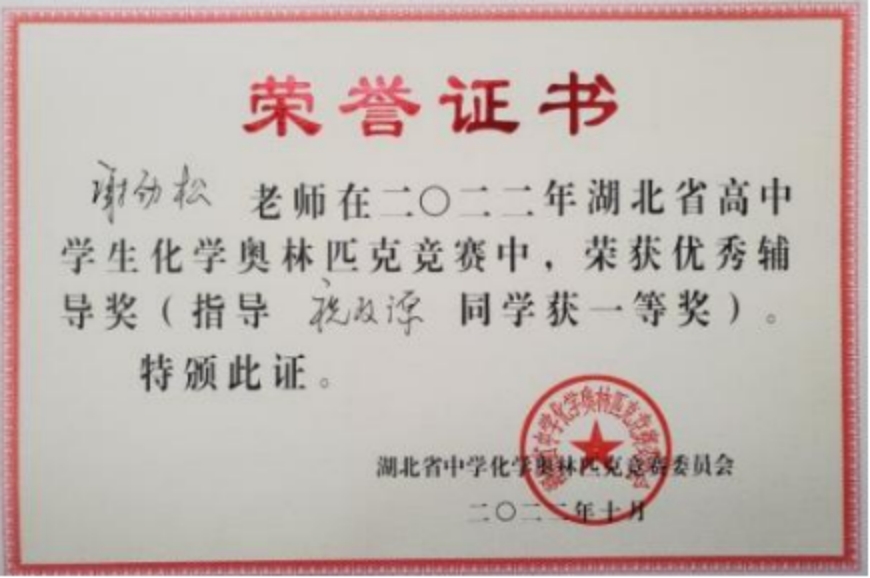 荣誉证书
谢劲松 老师在二〇二二年湖北省高中
学生化学奥林匹克竞赛中，荣获优秀辅
导奖（指导 同学获一等奖）。
特颁此证。
湖北省中学化学奥林匹克竞赛委员会
二〇二二年十月